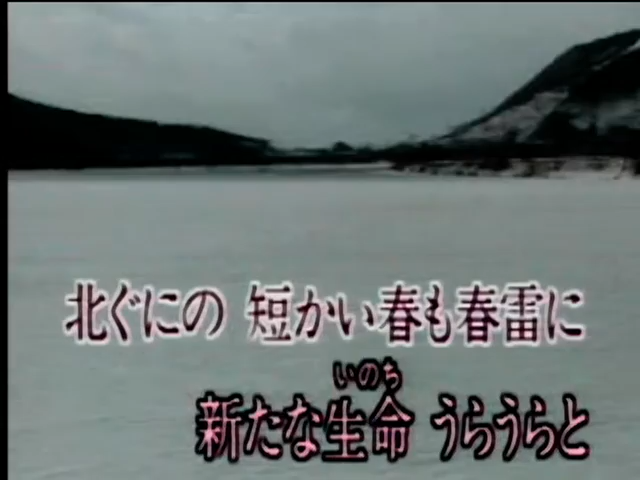 北ぐにの 短かい春も春雷に
いのち
新たな生命 うらうらと